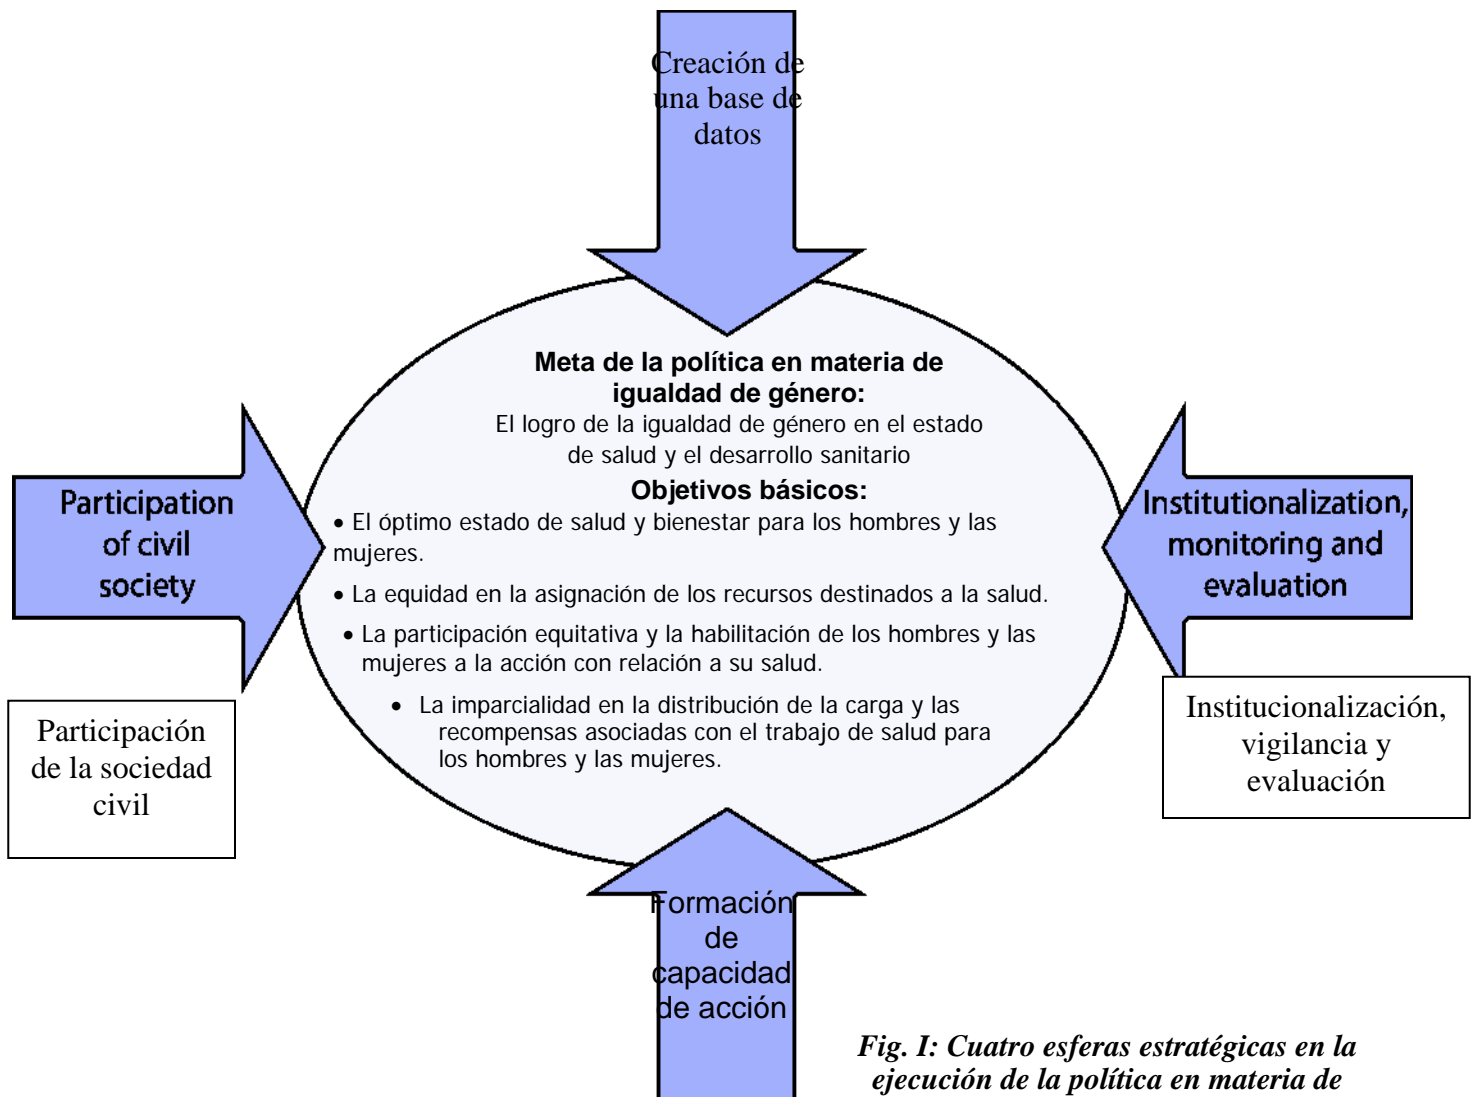 Creación de
una base de
datos
Meta de la política en materia de
igualdad de género:
El logro de la igualdad de género en el estado
de salud y el desarrollo sanitario
Objetivos básicos:
• El óptimo estado de salud y bienestar para los hombres y las
mujeres.
• La equidad en la asignación de los recursos destinados a la salud.
• La participación equitativa y la habilitación de los hombres y las
mujeres a la acción con relación a su salud.
• La imparcialidad en la distribución de la carga y las
recompensas asociadas con el trabajo de salud para
los hombres y las mujeres.
Participation
of civil
society
Participación
de la sociedad
civil
Institutionalization,
monitoring and
evaluation
Institucionalización,
vigilancia y
evaluación
Formación
de
capacidad
de acción
Fig. I: Cuatro esferas estratégicas en la
ejecución de la política en materia de